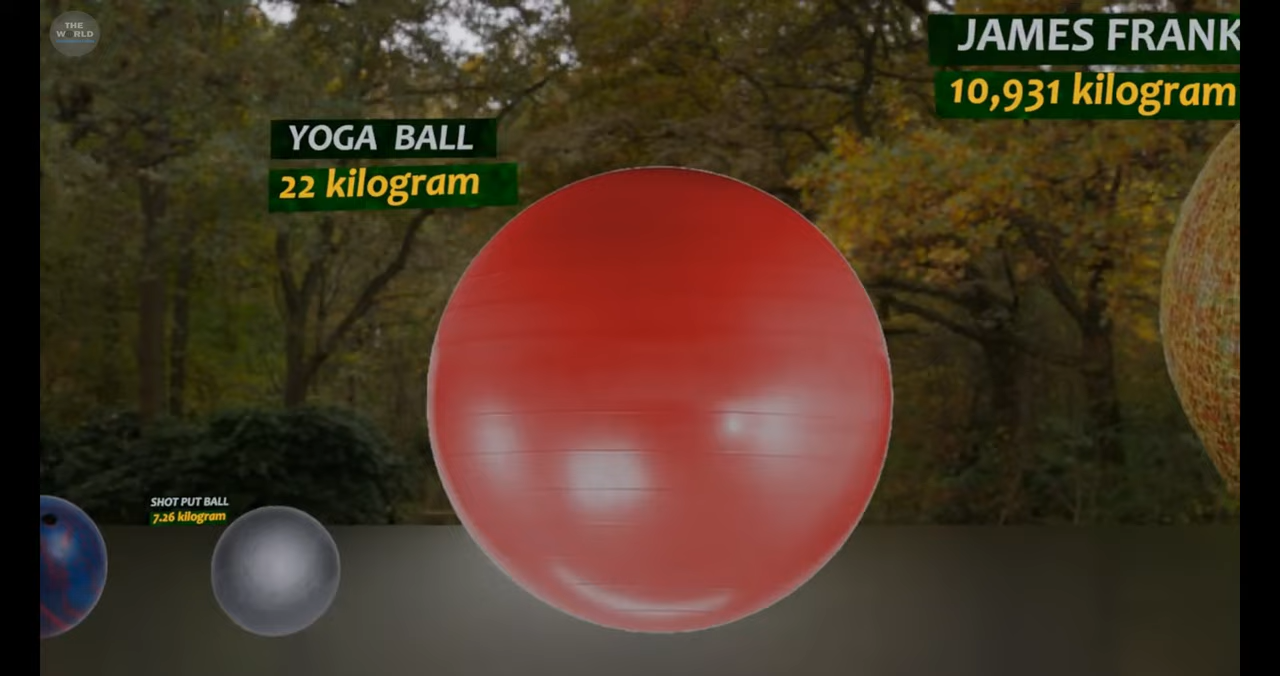 THE
WORLD
JAMES FRANK
10,931 kilogram
YOGA BALL
22 kilogram
SHOT PUT BALL
7.26 kilogram